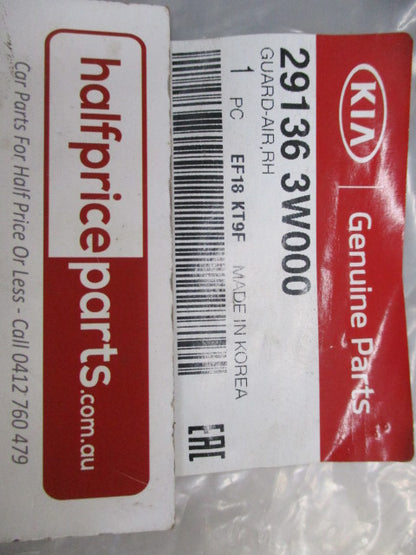 KIA
Genuine Parts
29136 3W000
GUARD-AIR,RH
1 PC EF18 KT9F MADE IN KOREA
EAC
halfpriceparts.com.au
Car Parts For Half Price Or Less - Call 0412 760 479